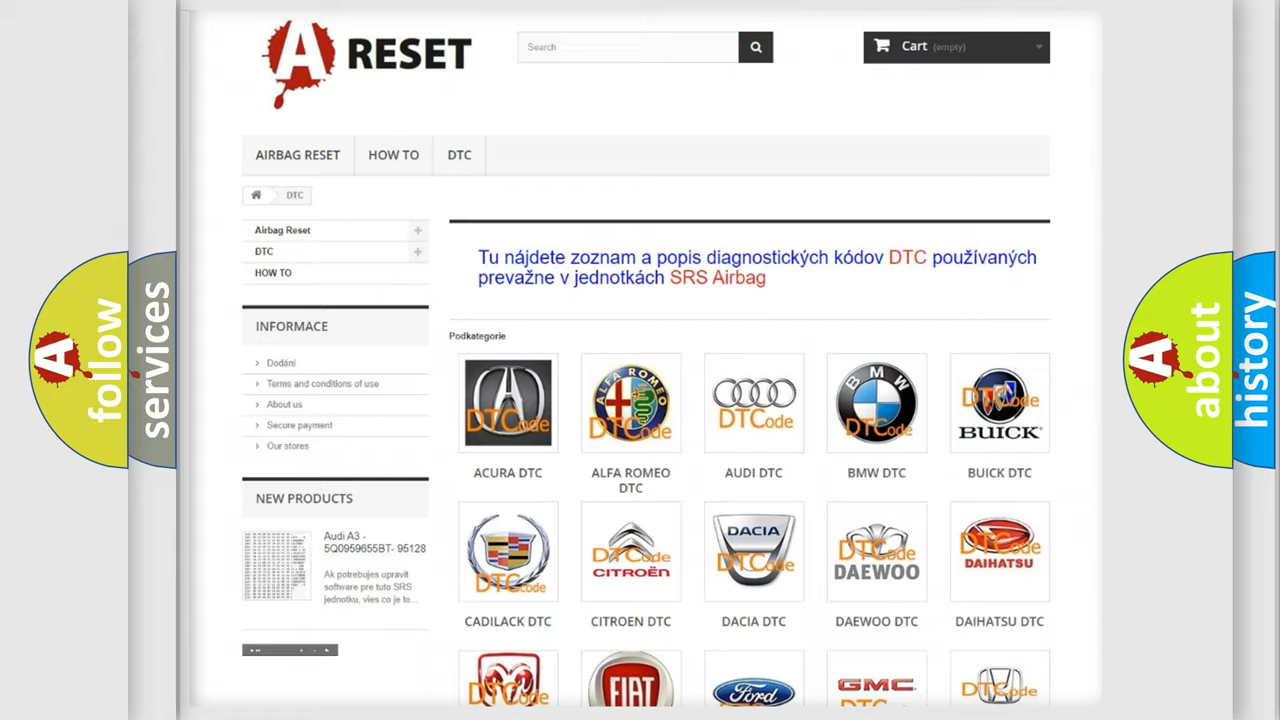 A RESET
Search
Cart (empty)
AIRBAG RESET
HOW TO
DTC
DTC
Airbag Reset
DTC
HOW TO
INFORMACE
Dodání
Terms and conditions of use
About us
Secure payment
Our stores
NEW PRODUCTS
Audi A3 -
5Q0959655BT- 95128
Ak potrebujes upravit
software pre tuto SRS
jednotku, vies co je to...
Tu nájdete zoznam a popis diagnostických kódov DTC používaných
prevažne v jednotkách SRS Airbag
Podkategorie
DTCode
ALFA ROMEO
DTCode
DTCode
BMW
DTCode
DTCode
BUICK
ACURA DTC
ALFA ROMEO
DTC
AUDI DTC
BMW DTC
BUICK DTC
DTCode
DTCode
CITROËN
DACIA
DTCode
DTCode
DAEWOO
DTCode
DAIHATSU
CADILACK DTC
CITROEN DTC
DACIA DTC
DAEWOO DTC
DAIHATSU DTC
DTCode
FIAT
Ford
GMC
DTCode
A
follow
services
A
about
history